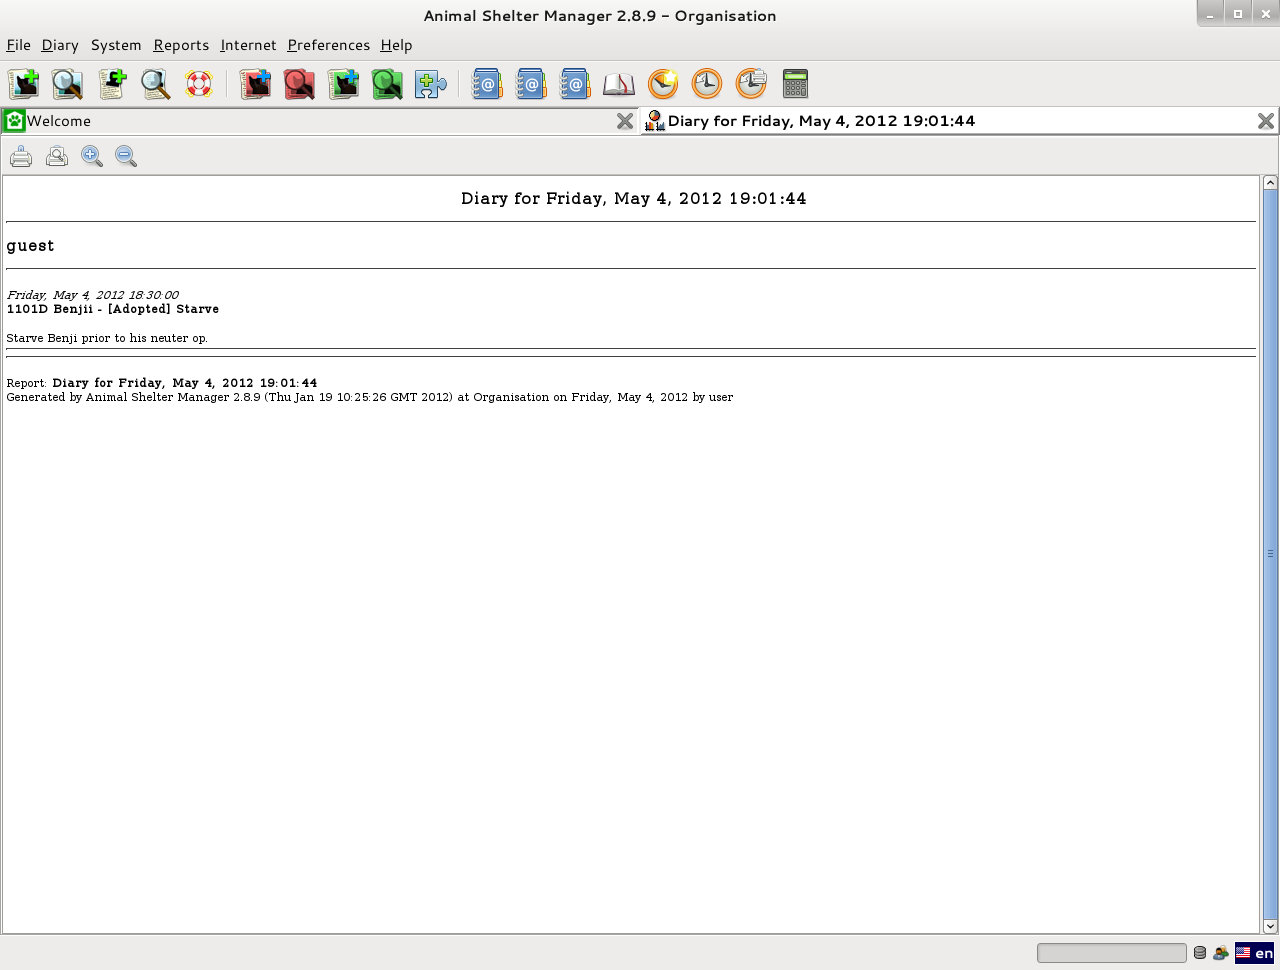 Animal Shelter Manager 2.8.9 - Organisation
File Diary System Reports Internet Preferences Help
Welcome
Diary for Friday, May 4, 2012 19:01:44
Diary for Friday, May 4, 2012 19:01:44
guest
Friday, May 4, 2012 18:30:00
1101D Benjii - [Adopted] Starve
Starve Benji prior to his neuter op.
Report: Diary for Friday, May 4, 2012 19:01:44
Generated by Animal Shelter Manager 2.8.9 (Thu Jan 19 10:25:26 GMT 2012) at Organisation on Friday, May 4, 2012 by user
en